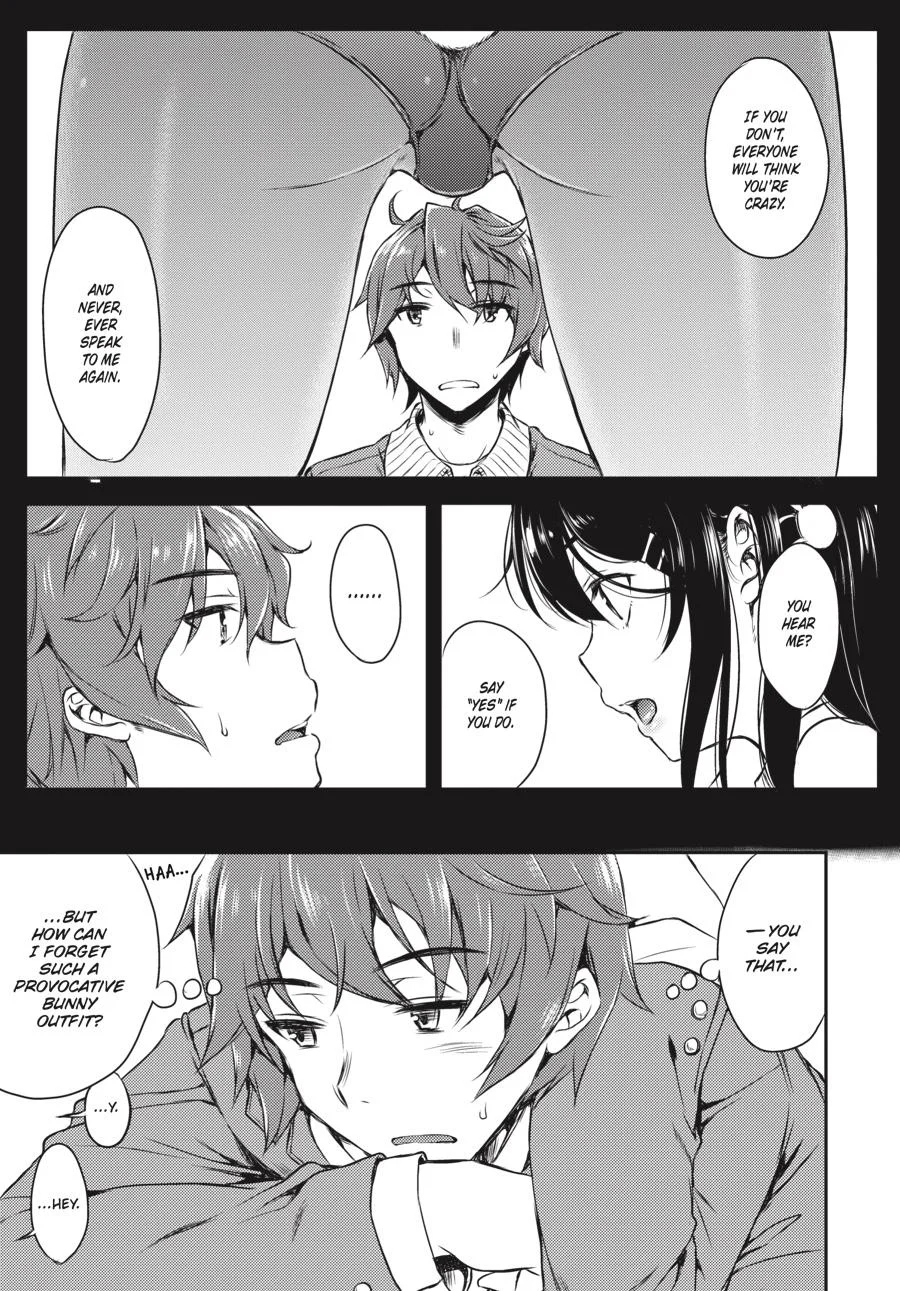 IF YOU
DON'T,
EVERYONE
WILL THINK
YOU'RE
CRAZY.
AND
NEVER,
EVER
SPEAK
TO ME
AGAIN.
YOU
HEAR
ME?
SAY
"YES" IF
YOU DO.
......
—YOU
SAY
THAT...
HAA...
...BUT
HOW CAN
I FORGET
SUCH A
PROVOCATIVE
BUNNY
OUTFIT?
...Y.
...HEY.